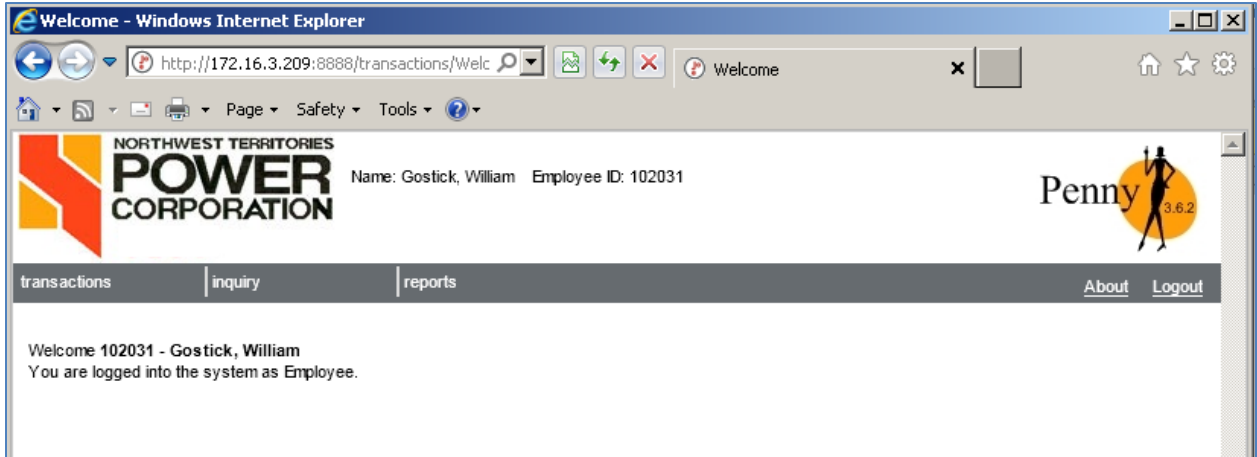 Welcome - Windows Internet Explorer
http://172.16.3.209:8888/transactions/Welc
Welcome
Page Safety Tools
NORTHWEST TERRITORIES
POWER
CORPORATION
Name: Gostick, William Employee ID: 102031
Penny
3.6.2
transactions inquiry reports About Logout
Welcome 102031 - Gostick, William
You are logged into the system as Employee.